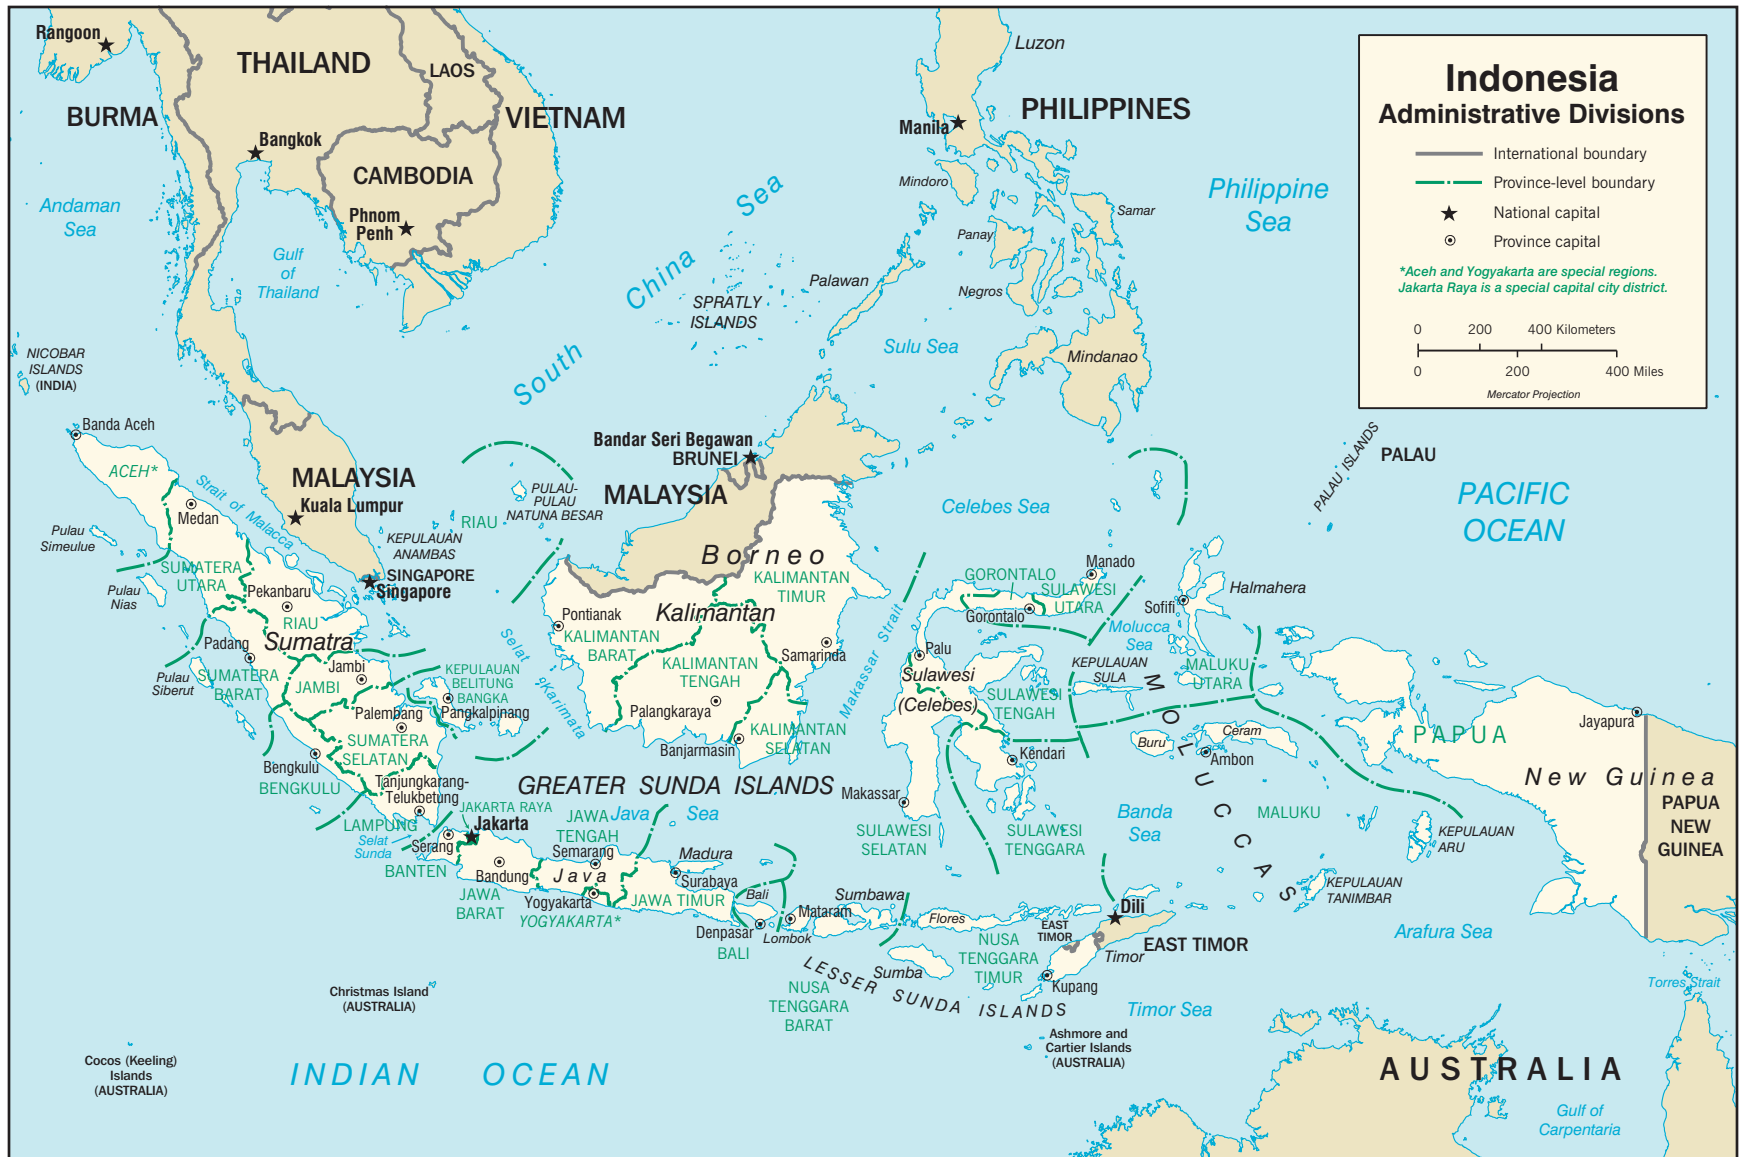 Indonesia
Administrative Divisions
International boundary
Province-level boundary
National capital
Province capital
*Aceh and Yogyakarta are special regions.
Jakarta Raya is a special capital city district.
0 200 400 Kilometers
0 200 400 Miles
Mercator Projection
Rangoon
THAILAND
LAOS
BURMA
VIETNAM
Bangkok
CAMBODIA
Phnom
Penh
Andaman
Sea
Gulf
of
Thailand
South China Sea
SPRATLY
ISLANDS
Luzon
PHILIPPINES
Manila
Mindoro
Samar
Panay
Palawan
Negros
Philippine
Sea
Sulu Sea
Mindanao
NICOBAR
ISLANDS
(INDIA)
Banda Aceh
ACEH*
Strait of Malacca
Medan
MALAYSIA
Kuala Lumpur
Pulau
Simeulue
SUMATERA
UTARA
Pulau
Nias
Pekanbaru
RIAU
Sumatra
Padang
Pulau
Siberut
SUMATERA
BARAT
Jambi
JAMBI
Palembang
SUMATERA
SELATAN
Bengkulu
BENGKULU
Tanjungkarang-
Telukbetung
LAMPUNG
Selat
Sunda
KEPULAUAN
BELITUNG
BANGKA
Pangkalpinang
RIAU
PULAU-
PULAU
NATUNA BESAR
KEPULAUAN
ANAMBAS
SINGAPORE
Singapore
Bandar Seri Begawan
BRUNEI
MALAYSIA
Borneo
Kalimantan
KALIMANTAN
TIMUR
Pontianak
KALIMANTAN
BARAT
KALIMANTAN
TENGAH
Samarinda
Palangkaraya
Banjarmasin
KALIMANTAN
SELATAN
Selat Karimata
Makassar Strait
Celebes Sea
GREATER SUNDA ISLANDS
Java Sea
JAKARTA RAYA
Jakarta
Serang
BANTEN
Bandung
JAWA
BARAT
JAWA
TENGAH
Semarang
Java
Yogyakarta
YOGYAKARTA*
Madura
Surabaya
JAWA TIMUR
Bali
Denpasar
BALI
Lombok
Mataram
NUSA
TENGGARA
BARAT
Sumbawa
Sumba
Flores
NUSA
TENGGARA
TIMUR
LESSER SUNDA ISLANDS
EAST
TIMOR
Dili
EAST TIMOR
Timor
Kupang
Timor Sea
Manado
GORONTALO
SULAWESI
UTARA
Gorontalo
Palu
Sulawesi
(Celebes)
SULAWESI
TENGAH
Kendari
Makassar
SULAWESI
SELATAN
SULAWESI
TENGGARA
Molucca
Sea
Sofifi
Halmahera
KEPULAUAN
SULA
MALUKU
UTARA
MOLUCCAS
Buru
Ceram
Ambon
Banda
Sea
MALUKU
KEPULAUAN
ARU
KEPULAUAN
TANIMBAR
Arafura Sea
PALAU ISLANDS
PALAU
PACIFIC
OCEAN
PAPUA
Jayapura
New Guinea
PAPUA
NEW
GUINEA
Torres Strait
Christmas Island
(AUSTRALIA)
Cocos (Keeling)
Islands
(AUSTRALIA)
INDIAN OCEAN
Ashmore and
Cartier Islands
(AUSTRALIA)
AUSTRALIA
Gulf of
Carpentaria